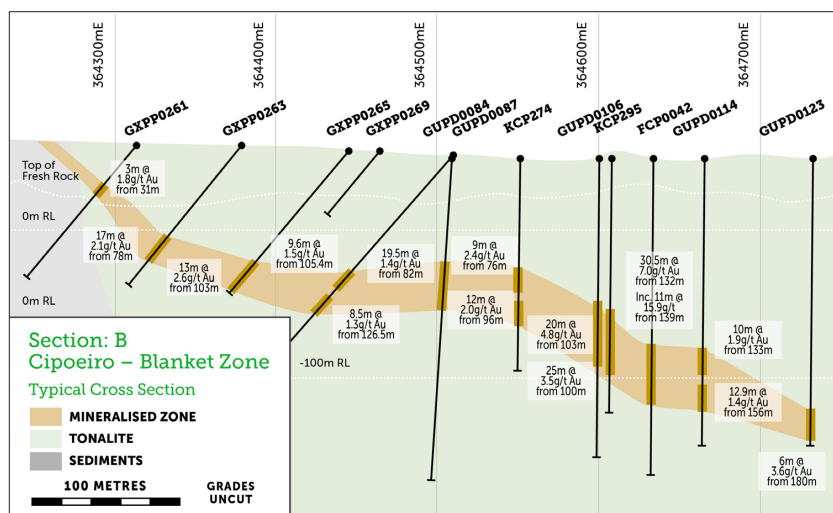 364300mE
364400mE
364500mE
364600mE
364700mE
GXPP0261
GXPP0263
GXPP0265
GXPP0269
GUPD0084
GUPD0087
KCP274
GUPD0106
KCP295
FCP0042
GUPD0114
GUPD0123
Top of
Fresh Rock
3m @
1.8g/t Au
from 31m
0m RL
17m @
2.1g/t Au
from 78m
13m @
2.6g/t Au
from 103m
9.6m @
1.5g/t Au
from 105.4m
19.5m @
1.4g/t Au
from 82m
9m @
2.4g/t Au
from 76m
30.5m @
7.0g/t Au
from 132m
Inc. 11m @
15.9g/t
from 139m
0m RL
8.5m @
1.3g/t Au
from 126.5m
12m @
2.0g/t Au
from 96m
20m @
4.8g/t Au
from 103m
10m @
1.9g/t Au
from 133m
-100m RL
25m @
3.5g/t Au
from 100m
12.9m @
1.4g/t Au
from 156m
6m @
3.6g/t Au
from 180m
Section: B
Cipoeiro – Blanket Zone
Typical Cross Section
MINERALISED ZONE
TONALITE
SEDIMENTS
100 METRES
GRADES
UNCUT